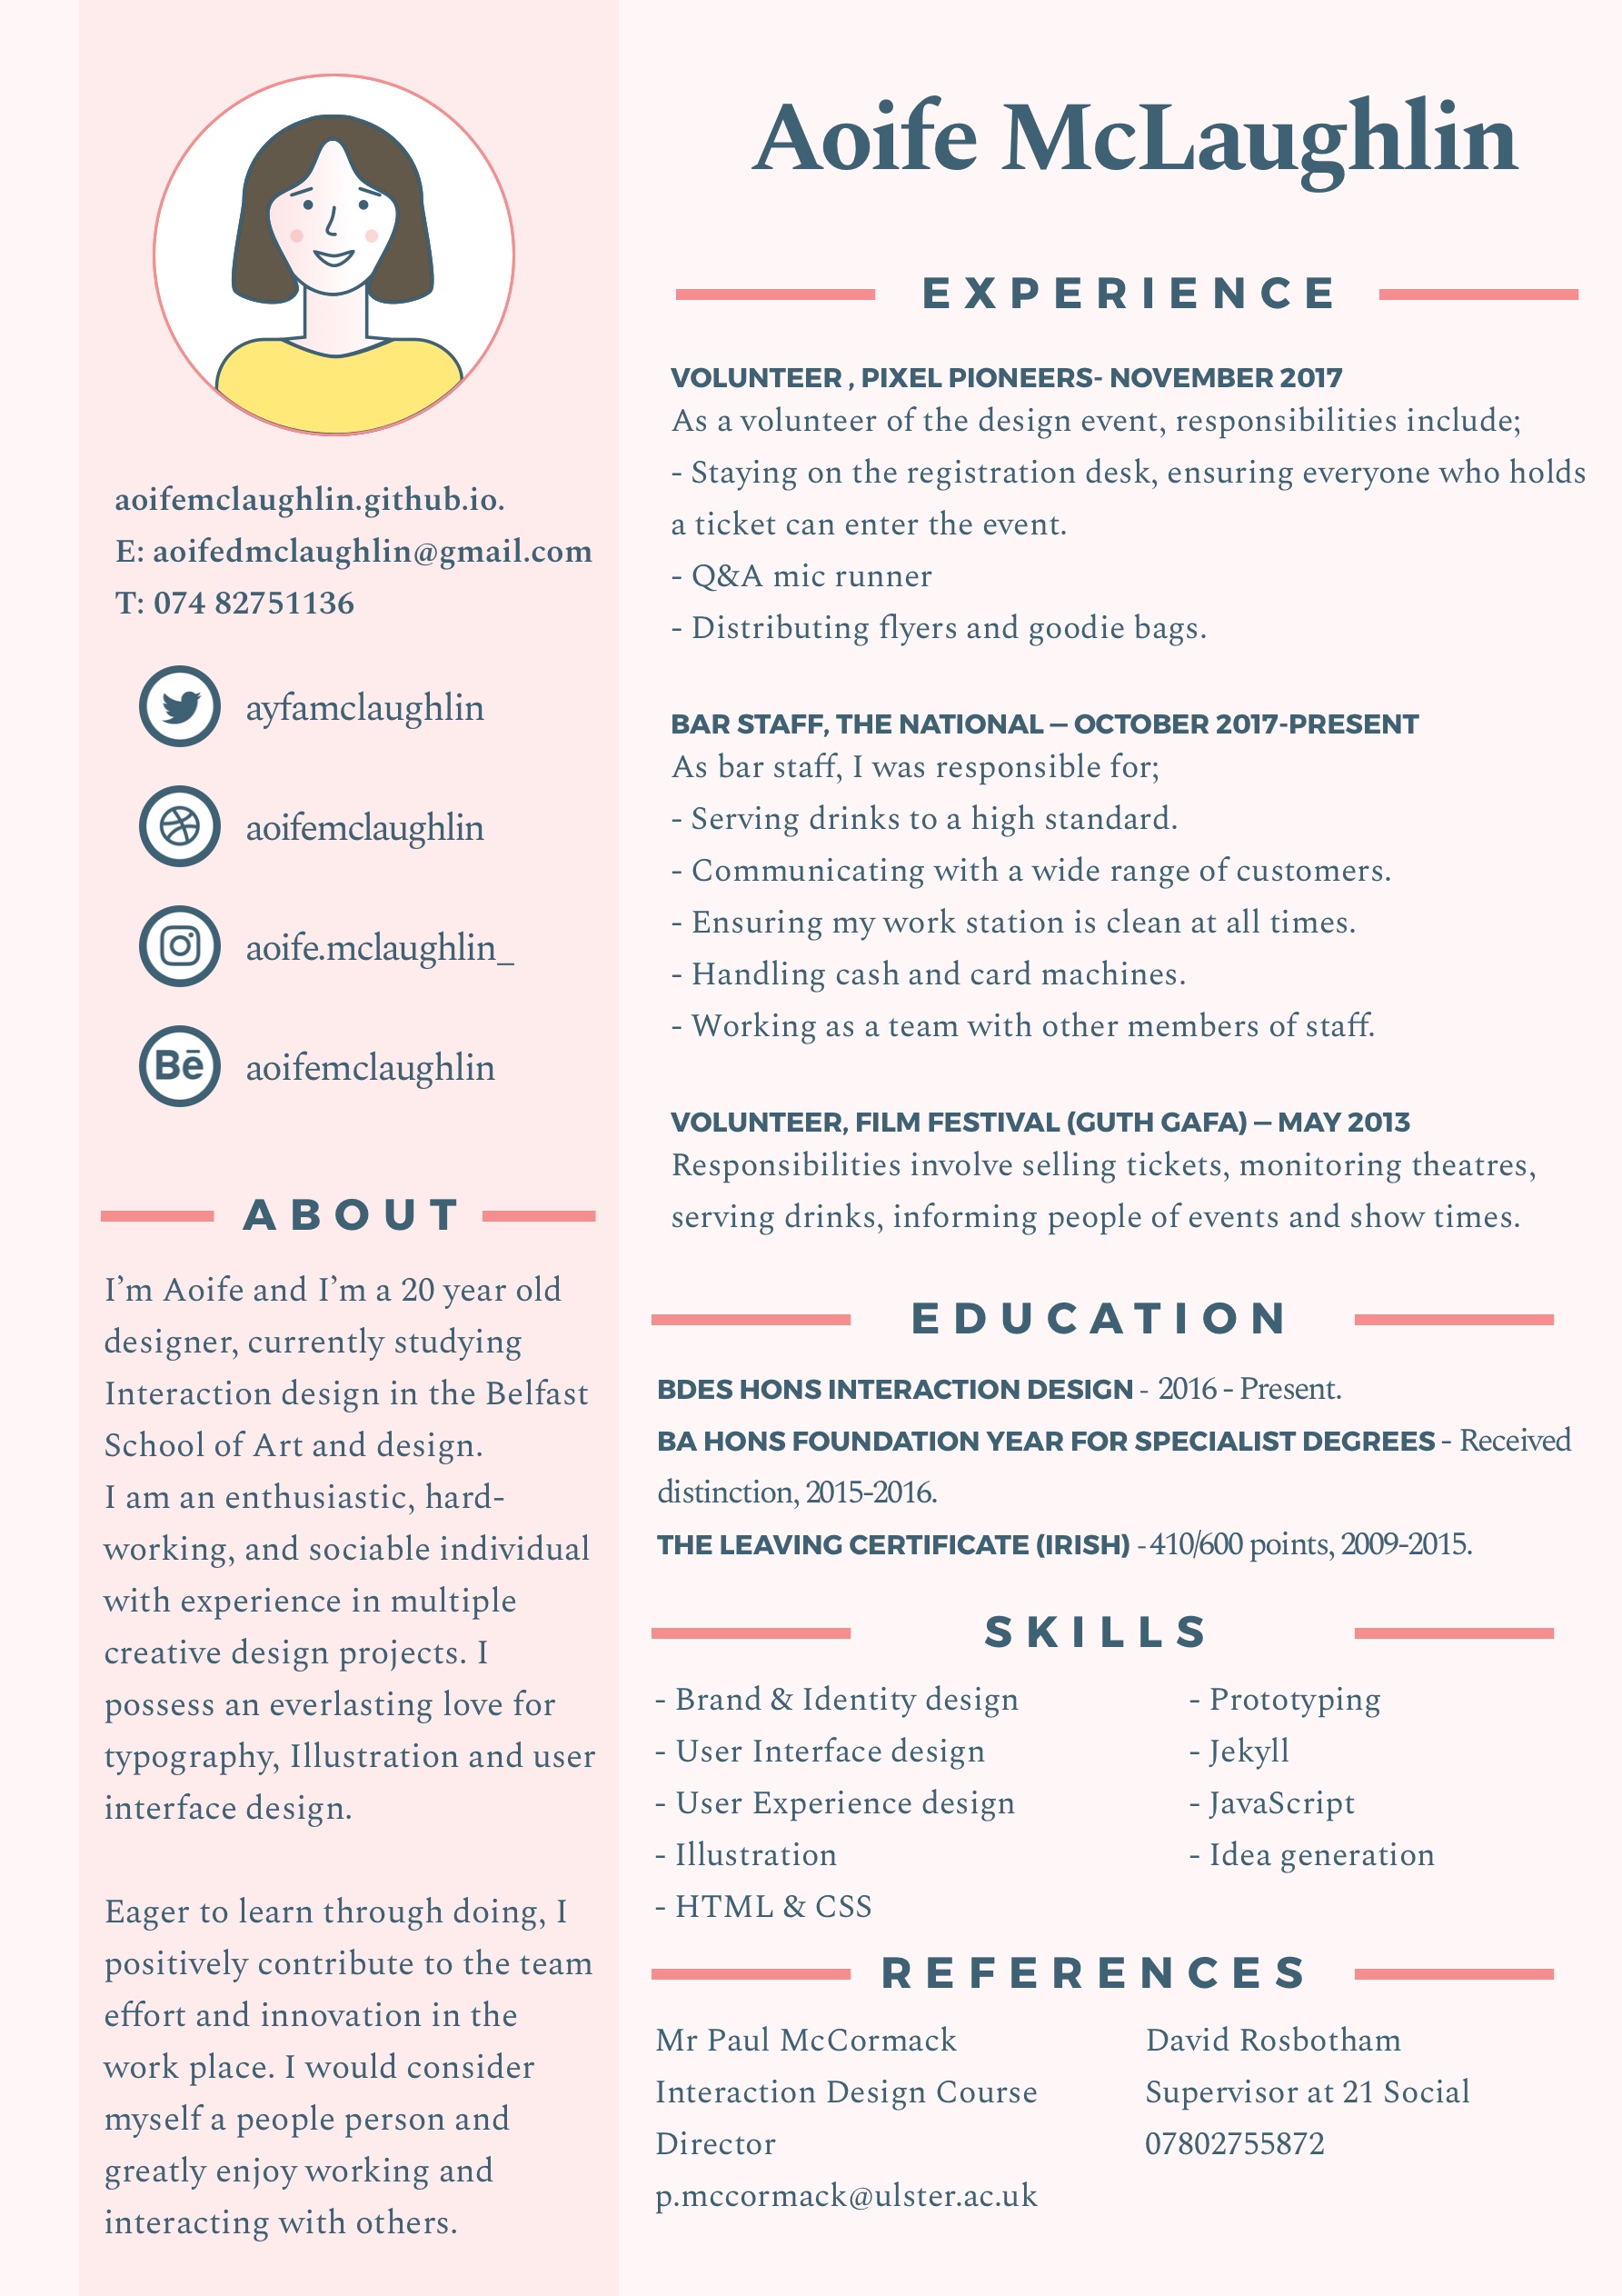 Aoife McLaughlin
aoifemclaughlin.github.io.
E: aoifedmclaughlin@gmail.com
T: 074 82751136
ayfamclaughlin
aoifemclaughlin
aoife.mclaughlin_
Bē
aoifemclaughlin
ABOUT
I’m Aoife and I’m a 20 year old
designer, currently studying
Interaction design in the Belfast
School of Art and design.
I am an enthusiastic, hard-
working, and sociable individual
with experience in multiple
creative design projects. I
possess an everlasting love for
typography, Illustration and user
interface design.
Eager to learn through doing, I
positively contribute to the team
effort and innovation in the
work place. I would consider
myself a people person and
greatly enjoy working and
interacting with others.
EXPERIENCE
VOLUNTEER , PIXEL PIONEERS- NOVEMBER 2017
As a volunteer of the design event, responsibilities include;
- Staying on the registration desk, ensuring everyone who holds
a ticket can enter the event.
- Q&A mic runner
- Distributing flyers and goodie bags.
BAR STAFF, THE NATIONAL – OCTOBER 2017-PRESENT
As bar staff, I was responsible for;
- Serving drinks to a high standard.
- Communicating with a wide range of customers.
- Ensuring my work station is clean at all times.
- Handling cash and card machines.
- Working as a team with other members of staff.
VOLUNTEER, FILM FESTIVAL (GUTH GAFA) – MAY 2013
Responsibilities involve selling tickets, monitoring theatres,
serving drinks, informing people of events and show times.
EDUCATION
BDES HONS INTERACTION DESIGN - 2016 - Present.
BA HONS FOUNDATION YEAR FOR SPECIALIST DEGREES - Received
distinction, 2015-2016.
THE LEAVING CERTIFICATE (IRISH) -410/600 points, 2009-2015.
SKILLS
- Brand & Identity design
- User Interface design
- User Experience design
- Illustration
- HTML & CSS
- Prototyping
- Jekyll
- JavaScript
- Idea generation
REFERENCES
Mr Paul McCormack
Interaction Design Course
Director
p.mccormack@ulster.ac.uk
David Rosbotham
Supervisor at 21 Social
07802755872